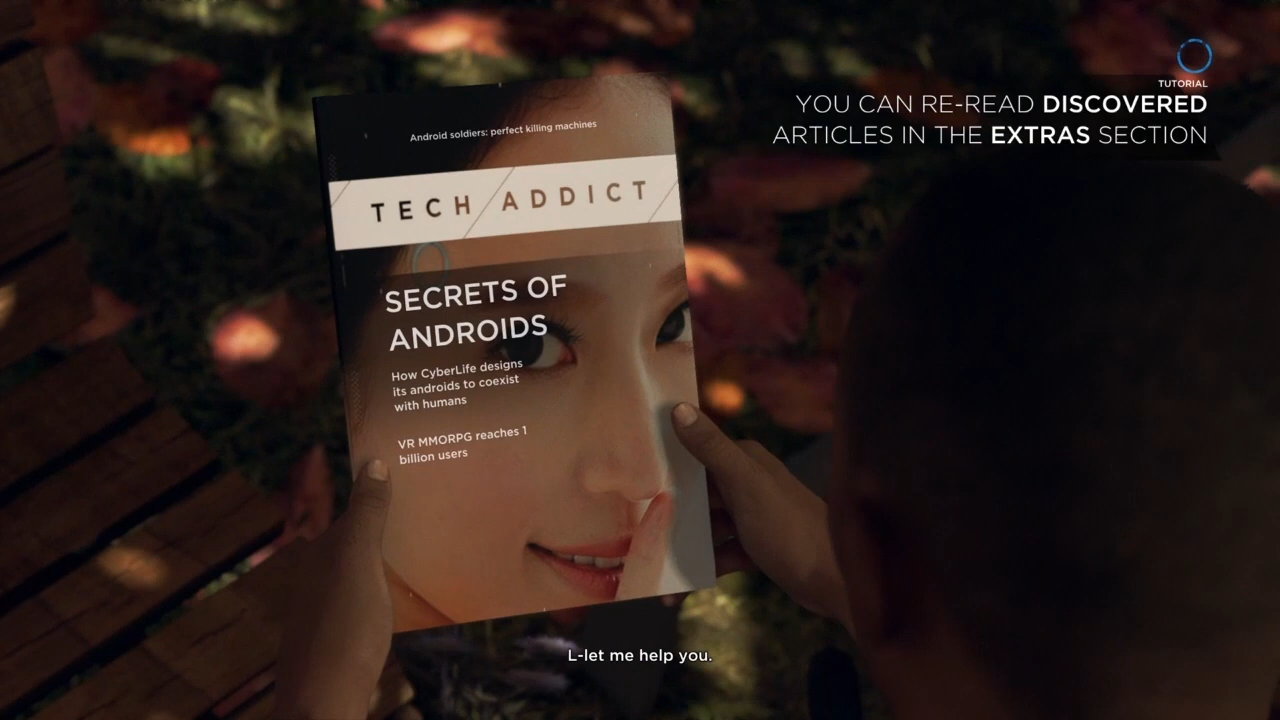 TUTORIAL
YOU CAN RE-READ DISCOVERED
ARTICLES IN THE EXTRAS SECTION
Android soldiers: perfect killing machines
TECH ADDICT
SECRETS OF
ANDROIDS
How CyberLife designs
its androids to coexist
with humans
VR MMORPG reaches 1
billion users
L-let me help you.